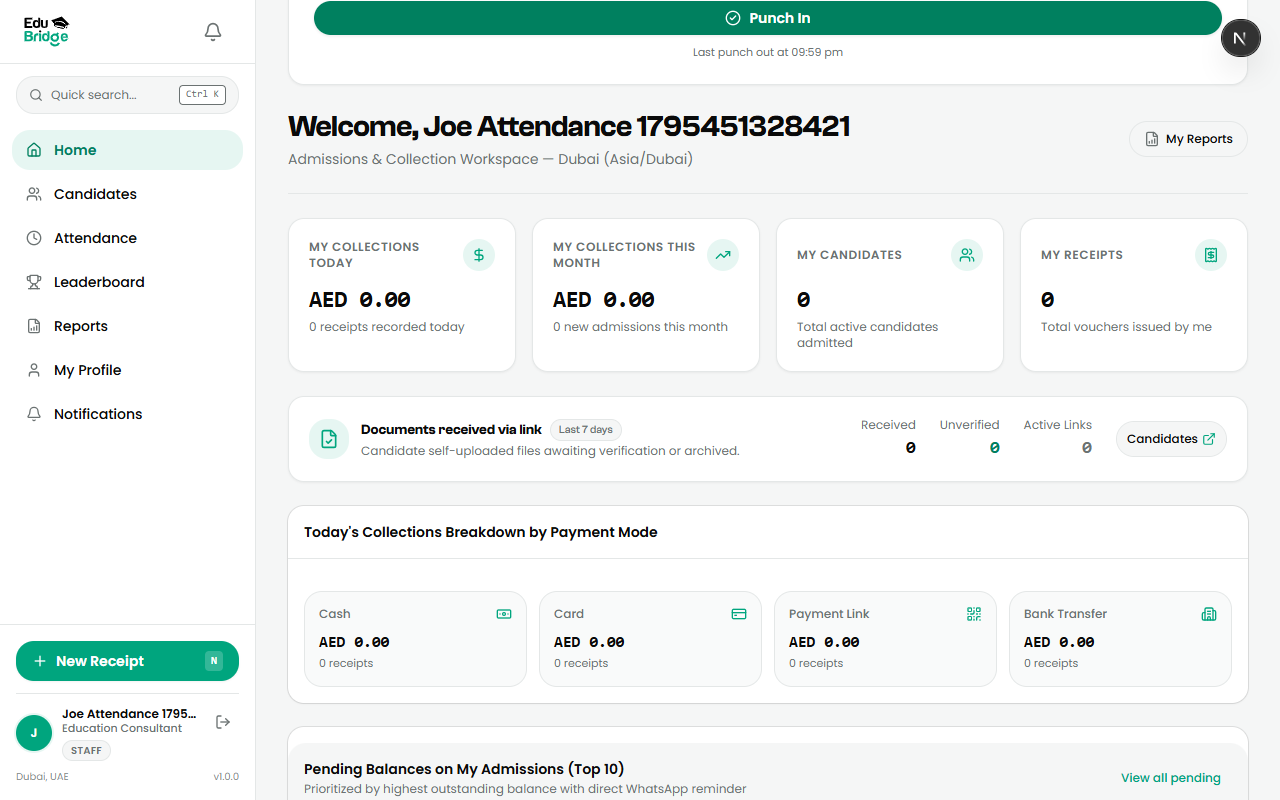 Edu
Bridge
Quick search...
Ctrl K
Home
Candidates
Attendance
Leaderboard
Reports
My Profile
Notifications
New Receipt
N
J
Joe Attendance 1795...
Education Consultant
STAFF
Dubai, UAE
v1.0.0
Punch In
Last punch out at 09:59 pm
N
Welcome, Joe Attendance 1795451328421
Admissions & Collection Workspace — Dubai (Asia/Dubai)
My Reports
MY COLLECTIONS
TODAY
AED 0.00
0 receipts recorded today
MY COLLECTIONS THIS
MONTH
AED 0.00
0 new admissions this month
MY CANDIDATES
0
Total active candidates
admitted
MY RECEIPTS
0
Total vouchers issued by me
Documents received via link
Last 7 days
Candidate self-uploaded files awaiting verification or archived.
Received
0
Unverified
0
Active Links
0
Candidates
Today's Collections Breakdown by Payment Mode
Cash
AED 0.00
0 receipts
Card
AED 0.00
0 receipts
Payment Link
AED 0.00
0 receipts
Bank Transfer
AED 0.00
0 receipts
Pending Balances on My Admissions (Top 10)
Prioritized by highest outstanding balance with direct WhatsApp reminder
View all pending